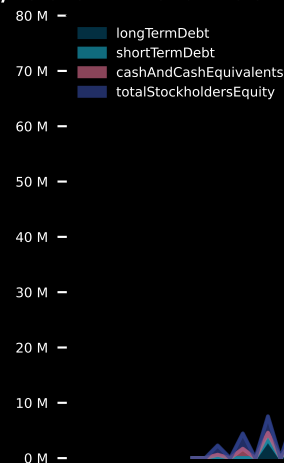 80 M
longTermDebt
shortTermDebt
70 M
cashAndCashEquivalents
totalStockholdersEquity
60 M
50 M
40 M
30 M
20 M
10 M
0 M